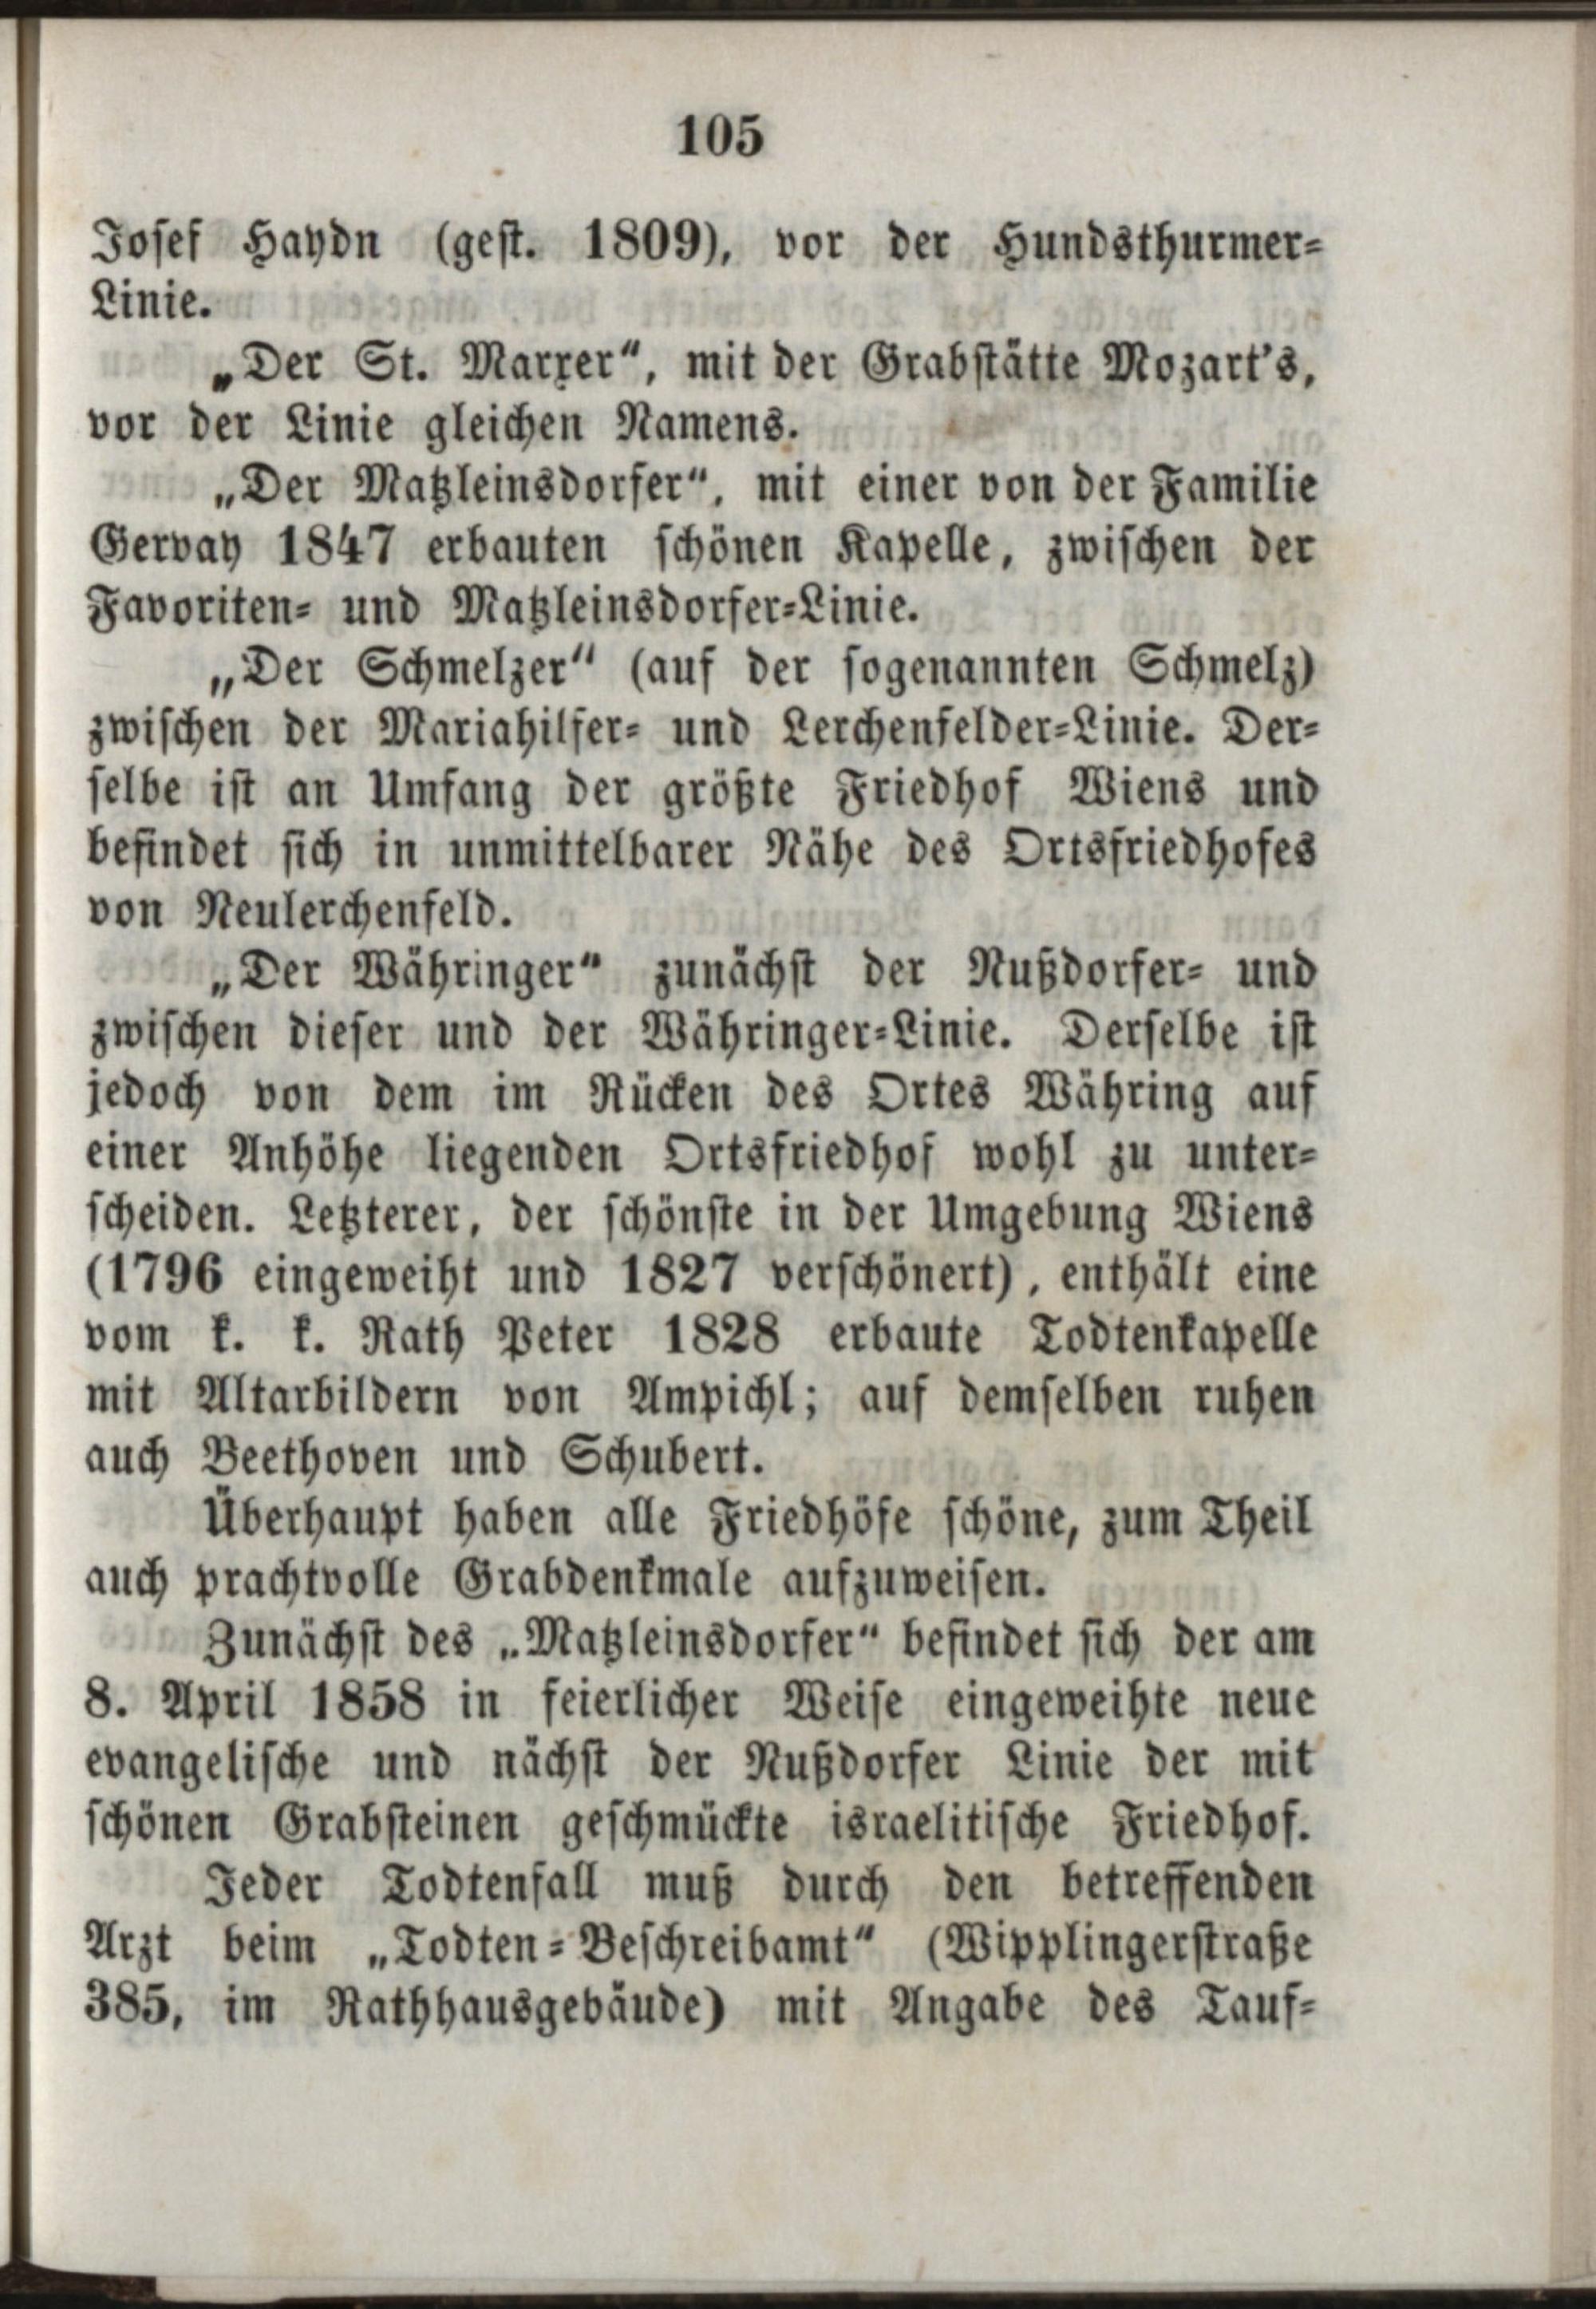 105
Josef Haydn (gest. 1809), vor der Hundsthurmer-
Linie.
„Der St. Marxer“, mit der Grabstätte Mozart's,
vor der Linie gleichen Namens.
„Der Matzleinsdorfer“, mit einer von der Familie
Gervay 1847 erbauten schönen Kapelle, zwischen der
Favoriten- und Matzleinsdorfer-Linie.
„Der Schmelzer“ (auf der sogenannten Schmelz)
zwischen der Mariahilfer- und Lerchenfelder-Linie. Der-
selbe ist an Umfang der größte Friedhof Wiens und
befindet sich in unmittelbarer Nähe des Ortsfriedhofes
von Neulerchenfeld.
„Der Währinger“ zunächst der Nußdorfer- und
zwischen dieser und der Währinger-Linie. Derselbe ist
jedoch von dem im Rücken des Ortes Währing auf
einer Anhöhe liegenden Ortsfriedhof wohl zu unter-
scheiden. Letzterer, der schönste in der Umgebung Wiens
(1796 eingeweiht und 1827 verschönert), enthält eine
vom k. k. Rath Peter 1828 erbaute Todtenkapelle
mit Altarbildern von Ampichl; auf demselben ruhen
auch Beethoven und Schubert.
Überhaupt haben alle Friedhöfe schöne, zum Theil
auch prachtvolle Grabdenkmale aufzuweisen.
Zunächst des „Matzleinsdorfer“ befindet sich der am
8. April 1858 in feierlicher Weise eingeweihte neue
evangelische und nächst der Nußdorfer Linie der mit
schönen Grabsteinen geschmückte israelitische Friedhof.
Jeder Todtenfall muß durch den betreffenden
Arzt beim „Todten-Beschreibamt“ (Wipplingerstraße
385, im Rathhausgebäude) mit Angabe des Tauf-